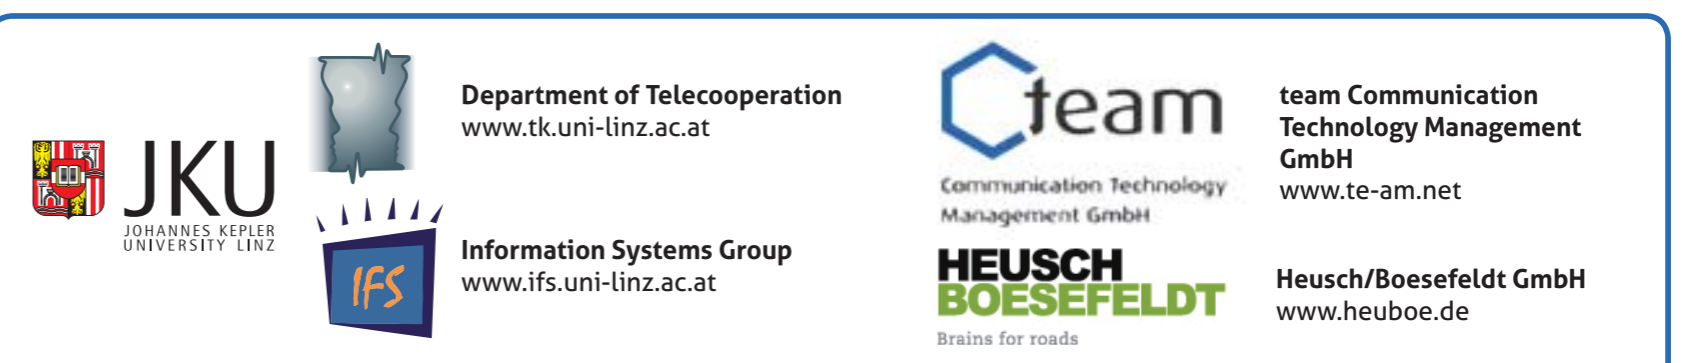 JKU
JOHANNES KEPLER
UNIVERSITY LINZ
Department of Telecooperation
www.tk.uni-linz.ac.at
IFS
Information Systems Group
www.ifs.uni-linz.ac.at
team
Communication Technology
Management GmbH
team Communication
Technology Management
GmbH
www.te-am.net
HEUSCH
BOESEFELDT
Brains for roads
Heusch/Boesefeldt GmbH
www.heuboe.de